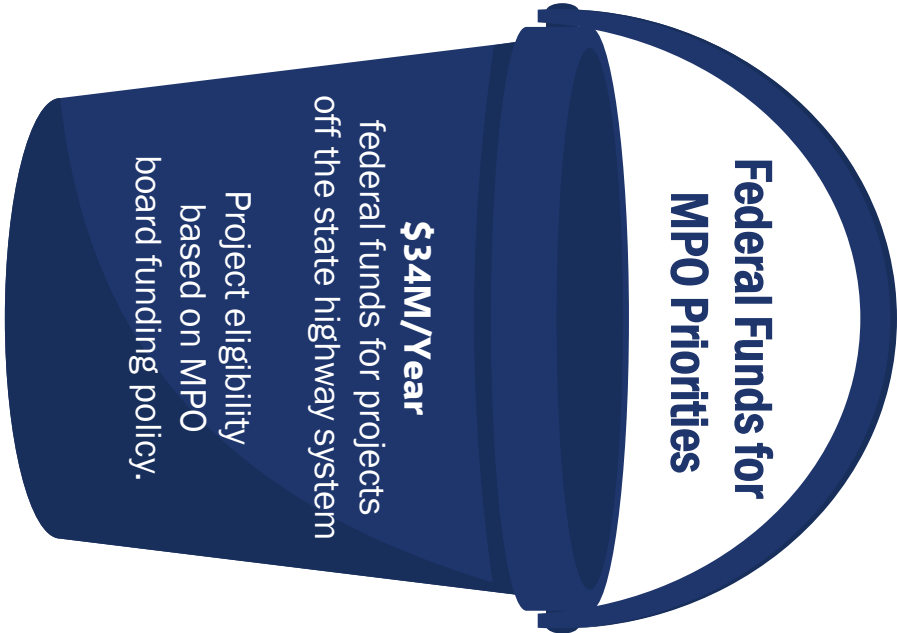 Federal Funds for
MPO Priorities
$34M/Year
federal funds for projects
off the state highway system
Project eligibility
based on MPO
board funding policy.